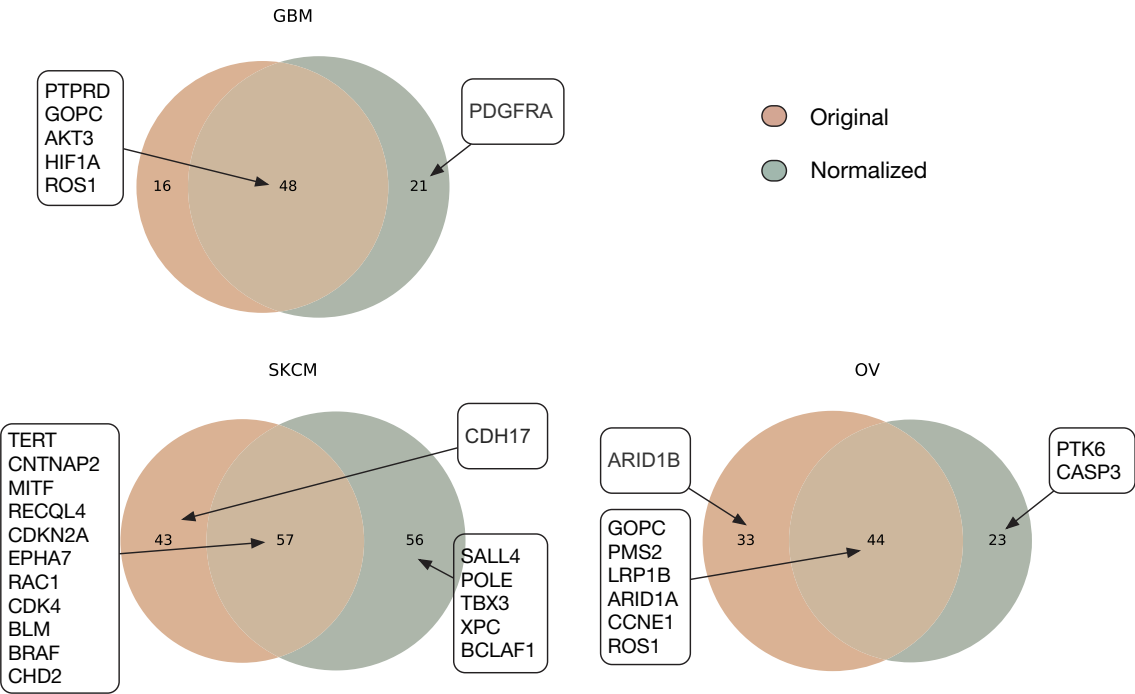 GBM
PTPRD
GOPC
AKT3
HIF1A
ROS1
16
48
21
PDGFRA
Original
Normalized
SKCM
TERT
CNTNAP2
MITF
RECQL4
CDKN2A
EPHA7
RAC1
CDK4
BLM
BRAF
CHD2
43
57
56
CDH17
SALL4
POLE
TBX3
XPC
BCLAF1
OV
ARID1B
GOPC
PMS2
LRP1B
ARID1A
CCNE1
ROS1
33
44
23
PTK6
CASP3